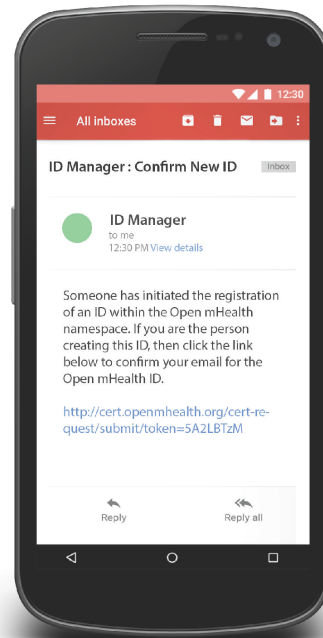 12:30
All inboxes
ID Manager : Confirm New ID
Inbox
ID Manager
to me
12:30 PM View details
Someone has initiated the registration
of an ID within the Open mHealth
namespace. If you are the person
creating this ID, then click the link
below to confirm your email for the
Open mHealth ID.
http://cert.openmhealth.org/cert-re-
quest/submit/token=5A2LBTzM
Reply
Reply all